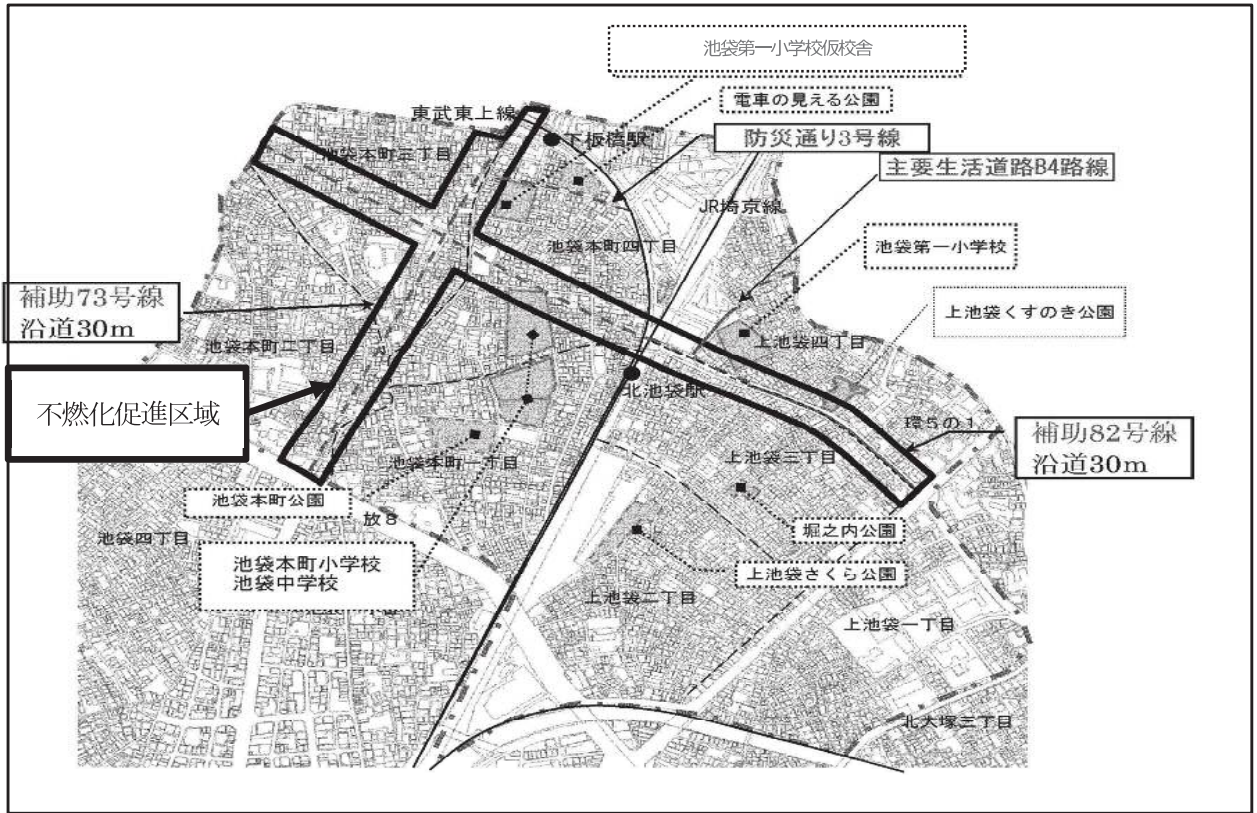 池袋第一小学校仮校舎
電車の見える公園
東武東上線
下板橋駅
防災通り3号線
主要生活道路B4路線
池袋本町三丁目
JR埼京線
池袋本町四丁目
池袋第一小学校
補助73号線
沿道30m
上池袋くすのき公園
池袋本町二丁目
上池袋四丁目
北池袋駅
不燃化促進区域
環5の1
補助82号線
沿道30m
池袋本町一丁目
上池袋三丁目
池袋本町公園
放8
堀之内公園
池袋四丁目
池袋本町小学校
池袋中学校
上池袋さくら公園
上池袋二丁目
上池袋一丁目
北大塚三丁目